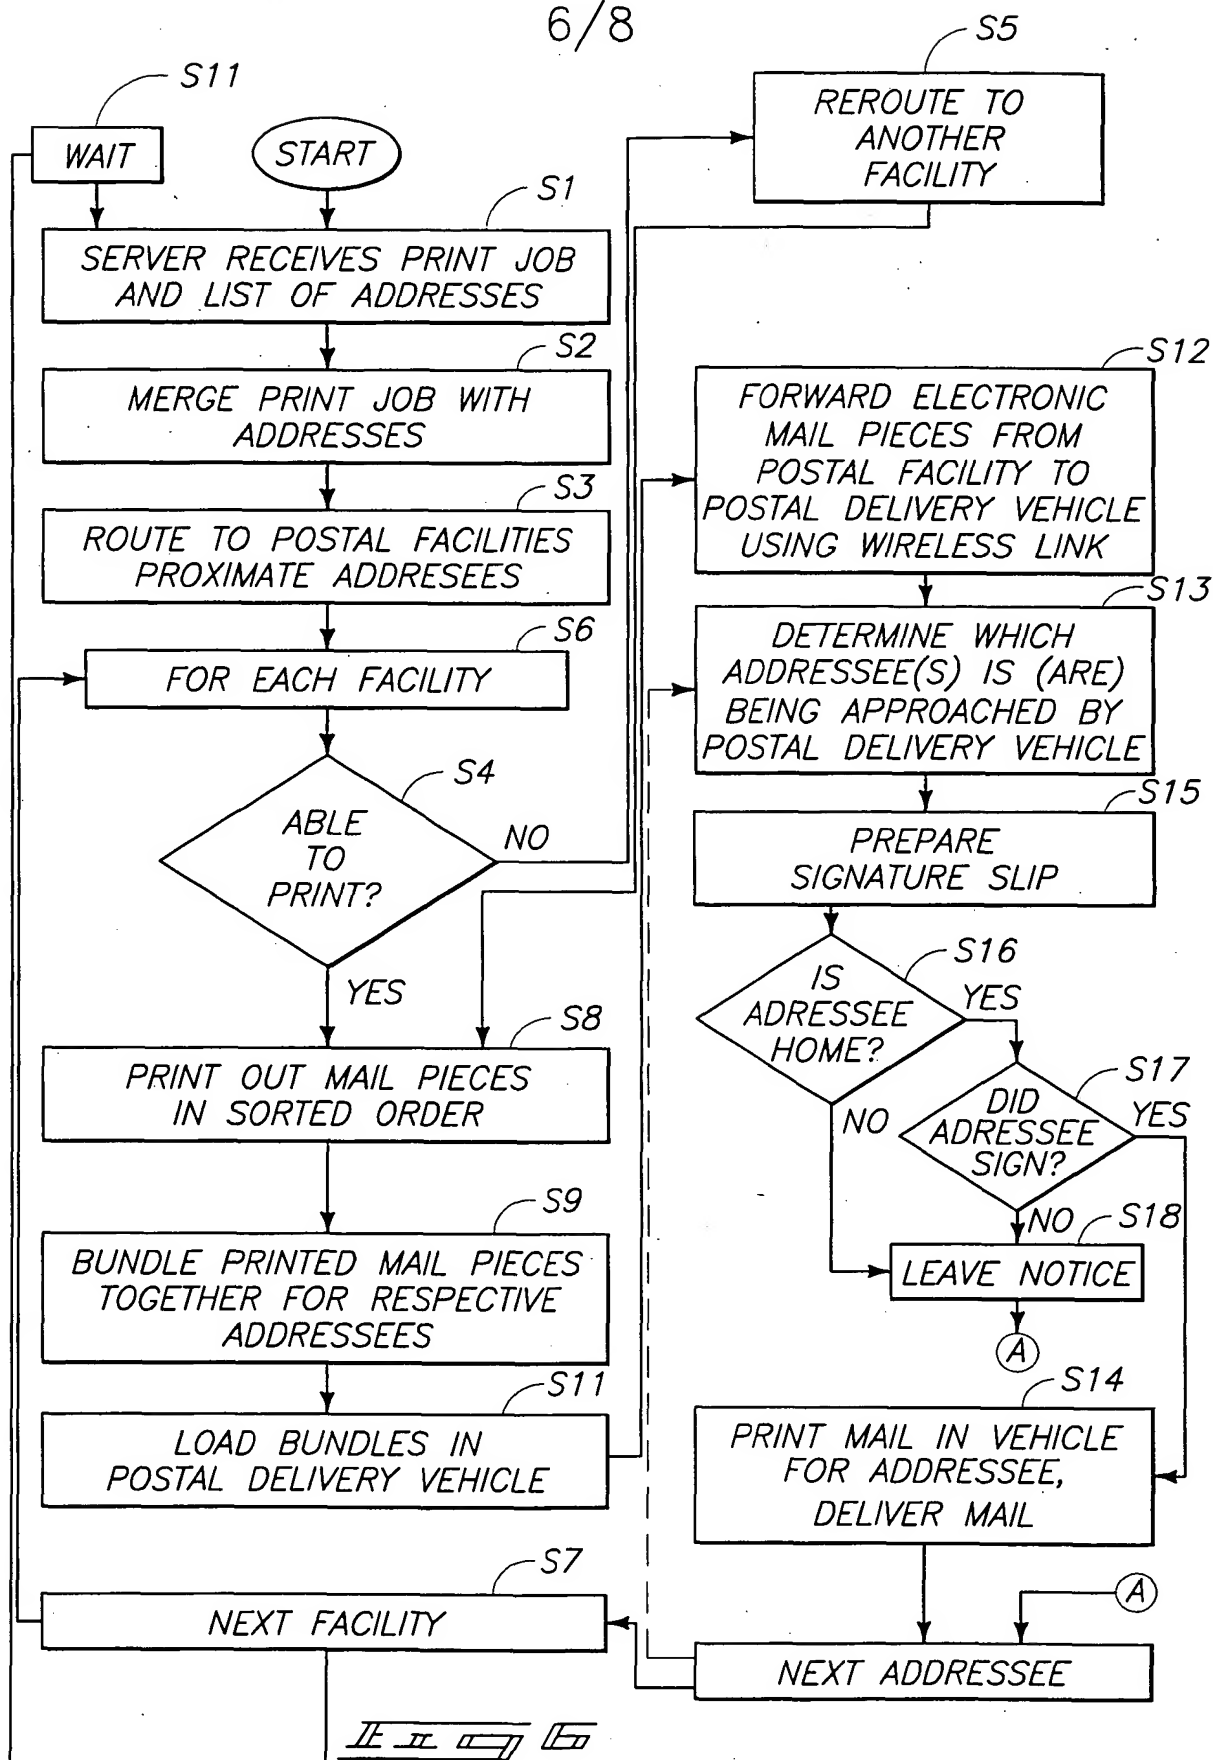 6/8
S11
WAIT
START
S1
SERVER RECEIVES PRINT JOB
AND LIST OF ADDRESSES
S2
MERGE PRINT JOB WITH
ADDRESSES
S3
ROUTE TO POSTAL FACILITIES
PROXIMATE ADDRESEES
S6
FOR EACH FACILITY
S4
ABLE
TO
PRINT?
NO
YES
S8
PRINT OUT MAIL PIECES
IN SORTED ORDER
S9
BUNDLE PRINTED MAIL PIECES
TOGETHER FOR RESPECTIVE
ADDRESSEES
S11
LOAD BUNDLES IN
POSTAL DELIVERY VEHICLE
S7
NEXT FACILITY
S5
REROUTE TO
ANOTHER
FACILITY
S12
FORWARD ELECTRONIC
MAIL PIECES FROM
POSTAL FACILITY TO
POSTAL DELIVERY VEHICLE
USING WIRELESS LINK
S13
DETERMINE WHICH
ADDRESSEE(S) IS (ARE)
BEING APPROACHED BY
POSTAL DELIVERY VEHICLE
S15
PREPARE
SIGNATURE SLIP
S16
IS
ADRESSEE
HOME?
YES
NO
S17
DID
ADRESSEE
SIGN?
YES
NO
S18
LEAVE NOTICE
A
S14
PRINT MAIL IN VEHICLE
FOR ADDRESSEE,
DELIVER MAIL
A
NEXT ADDRESSEE
FIG 6